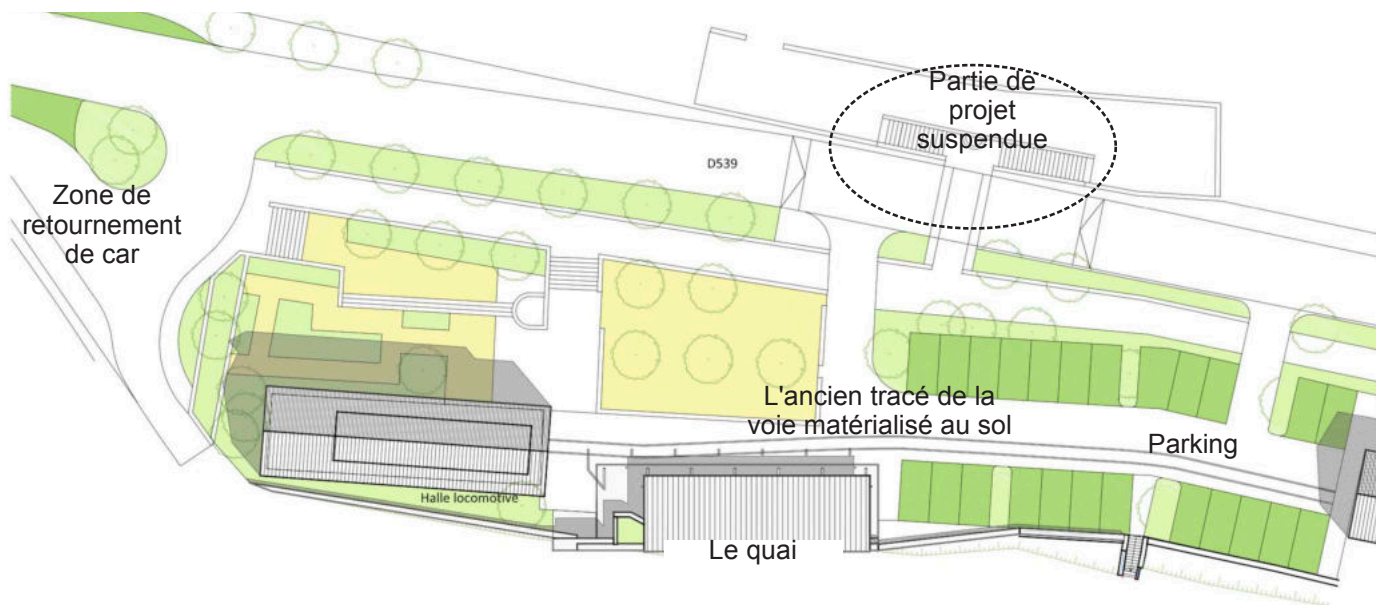 Partie de
projet
suspendue
D539
Zone de
retournement
de car
L'ancien tracé de la
voie matérialisé au sol
Parking
Halle locomotive
Le quai